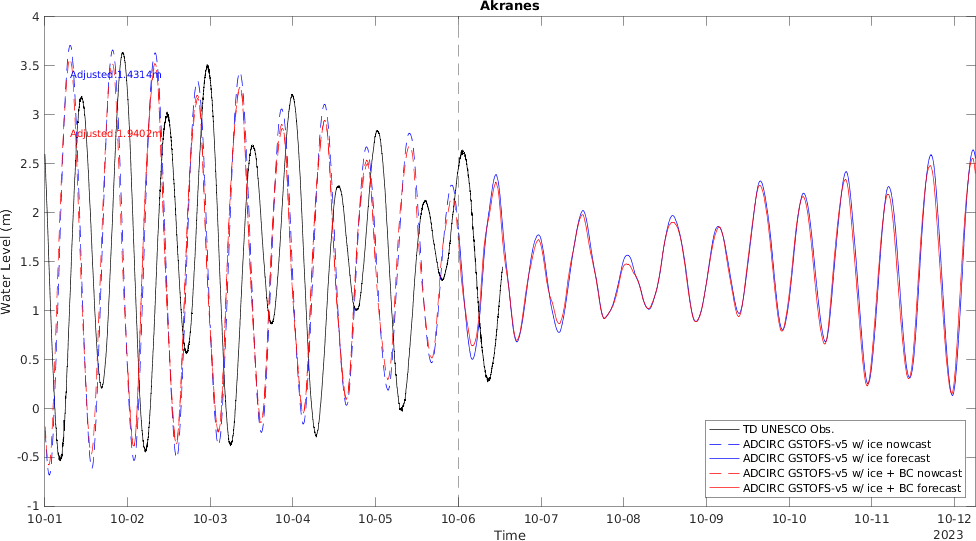 Akranes
4
3.5
3
2.5
2
1.5
1
0.5
0
-0.5
-1
Water Level (m)
Adjusted 1.4314m
Adjusted 1.9402m
TD UNESCO Obs.
ADCIRC GSTOFS-v5 w/ ice nowcast
ADCIRC GSTOFS-v5 w/ ice forecast
ADCIRC GSTOFS-v5 w/ ice + BC nowcast
ADCIRC GSTOFS-v5 w/ ice + BC forecast
10-01 10-02 10-03 10-04 10-05 10-06 10-07 10-08 10-09 10-10 10-11 10-12
2023
Time